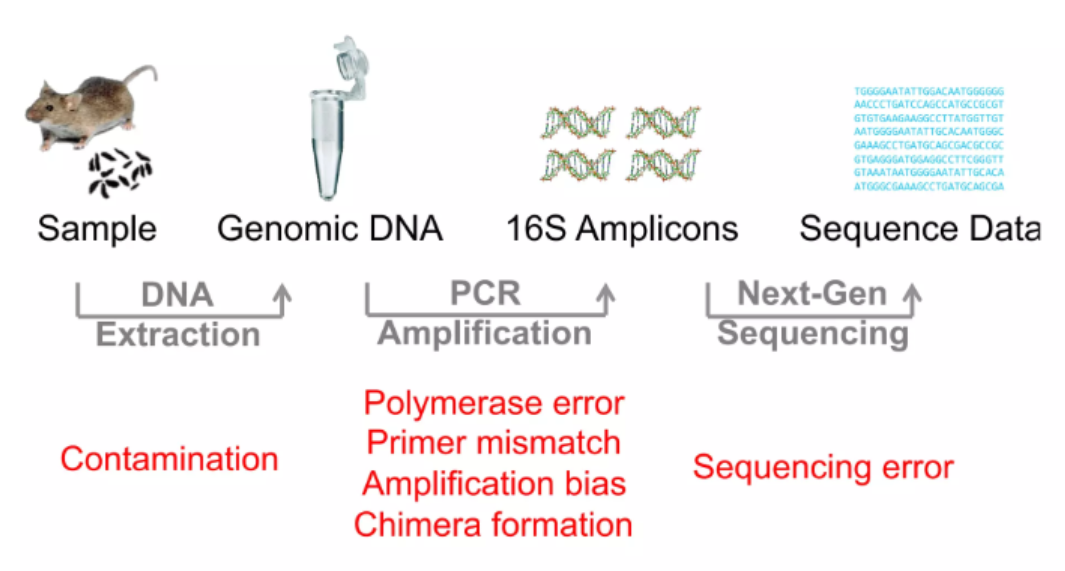 TGGGGAATATTGGACAATGGGGGG
AACCCTGATCCAGCCATGCCGCGT
GTGTGAAGAAGGCCTTATGGTTGT
AATGGGGAATATTGCACAATGGGC
GAAAGCCTGATGCAGCGACGCCGC
GTGAGGGATGGAGGCCTTCGGGTT
GTAAATAATGGGGAATATTGCACA
ATGGGCGAAAGCCTGATGCAGCGA
Sample
Genomic DNA
16S Amplicons
Sequence Data
DNA
Extraction
PCR
Amplification
Next-Gen
Sequencing
Contamination
Polymerase error
Primer mismatch
Amplification bias
Chimera formation
Sequencing error